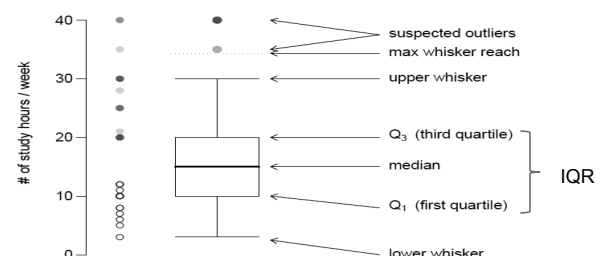 40
30
20
10
0
# of study hours / week
suspected outliers
max whisker reach
upper whisker
Q₃ (third quartile)
median
Q₁ (first quartile)
lower whisker
IQR